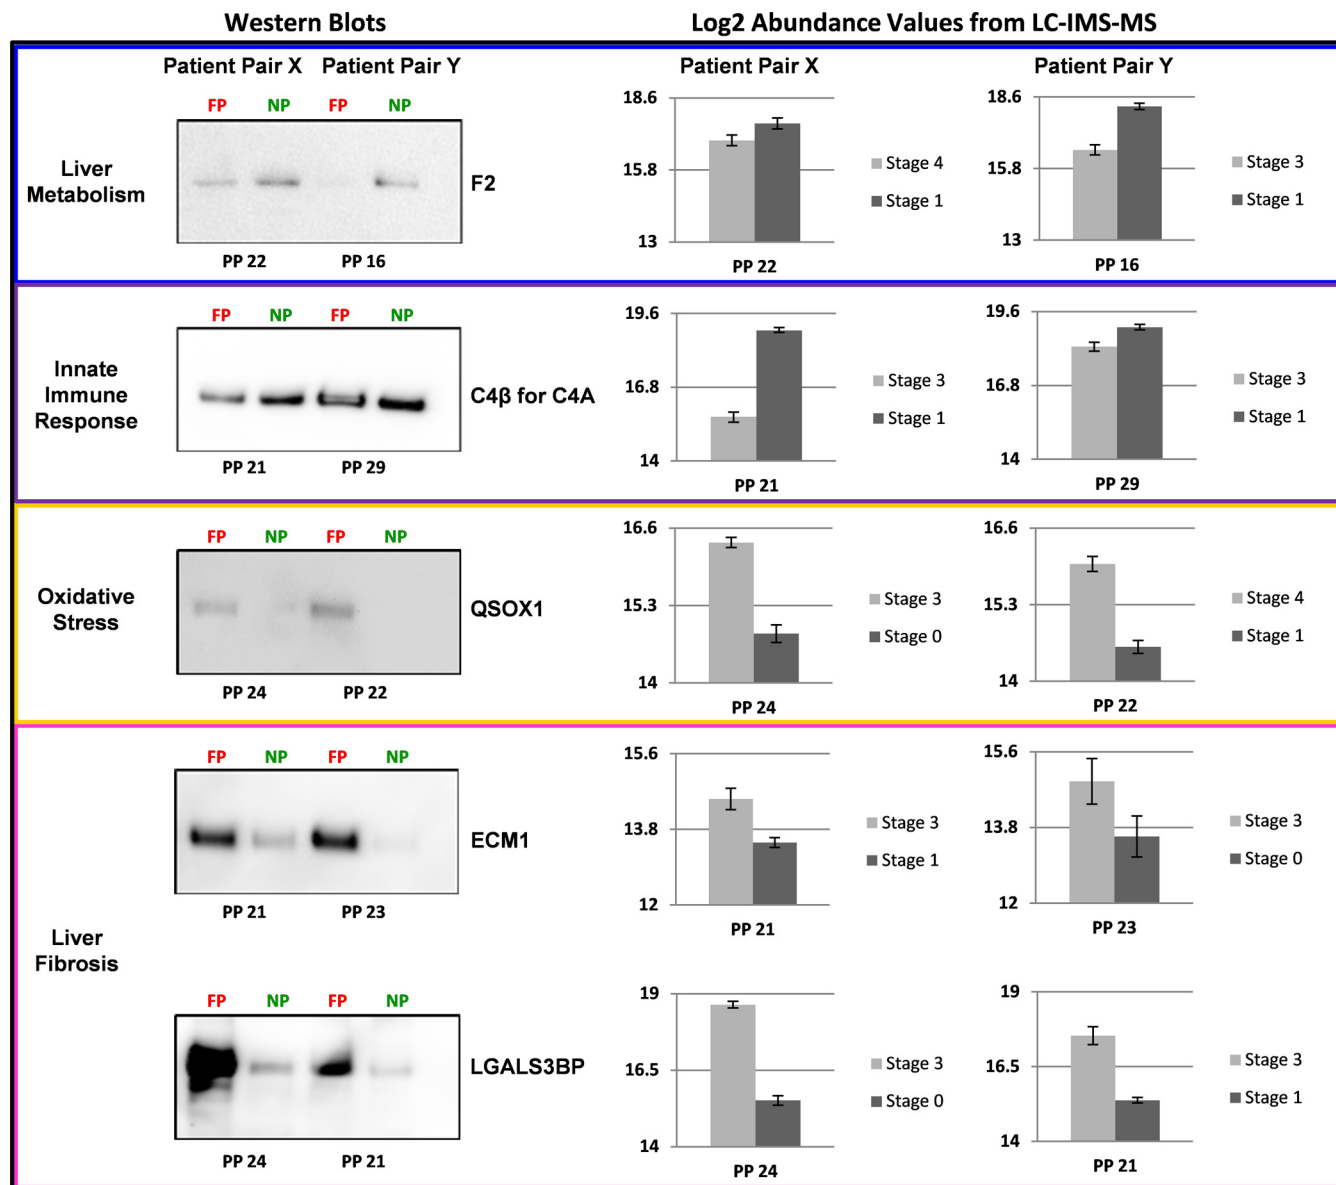 Western Blots
Log2 Abundance Values from LC-IMS-MS
Patient Pair X Patient Pair Y
Patient Pair X
Patient Pair Y
Liver
Metabolism
FP NP FP NP
F2
PP 22 PP 16
18.6
15.8
13
PP 22
Stage 4
Stage 1
18.6
15.8
13
PP 16
Stage 3
Stage 1
Innate
Immune
Response
FP NP FP NP
C4β for C4A
PP 21 PP 29
19.6
16.8
14
PP 21
Stage 3
Stage 1
19.6
16.8
14
PP 29
Stage 3
Stage 1
Oxidative
Stress
FP NP FP NP
QSOX1
PP 24 PP 22
16.6
15.3
14
PP 24
Stage 3
Stage 0
16.6
15.3
14
PP 22
Stage 4
Stage 1
Liver
Fibrosis
FP NP FP NP
ECM1
PP 21 PP 23
15.6
13.8
12
PP 21
Stage 3
Stage 1
15.6
13.8
12
PP 23
Stage 3
Stage 0
FP NP FP NP
LGALS3BP
PP 24 PP 21
19
16.5
14
PP 24
Stage 3
Stage 0
19
16.5
14
PP 21
Stage 3
Stage 1